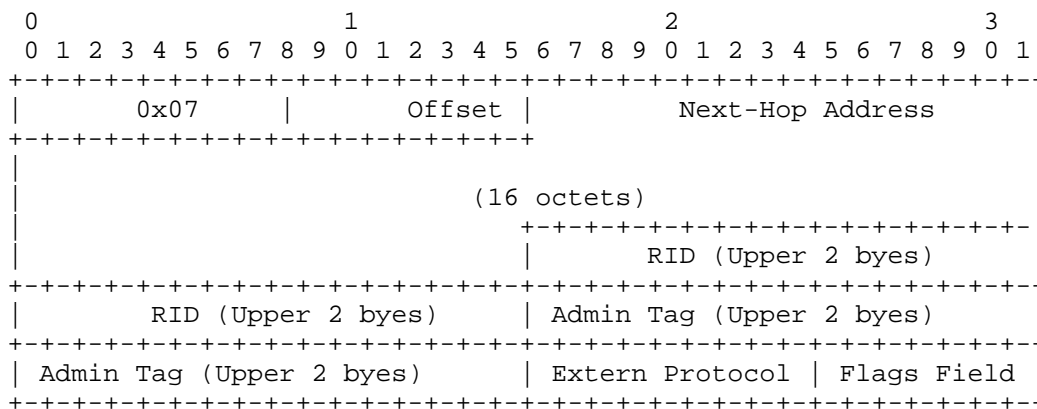 0 1 2 3
0 1 2 3 4 5 6 7 8 9 0 1 2 3 4 5 6 7 8 9 0 1 2 3 4 5 6 7 8 9 0 1
+-+-+-+-+-+-+-+-+-+-+-+-+-+-+-+-+-+-+-+-+-+-+-+-+-+-+-+-+-+-+-+--
| 0x07 | Offset | Next-Hop Address
+-+-+-+-+-+-+-+-+-+-+-+-+-+-+-+-+
|
| (16 octets)
| +-+-+-+-+-+-+-+-+-+-+-+-+-+-+-+-
| | RID (Upper 2 byes)
+-+-+-+-+-+-+-+-+-+-+-+-+-+-+-+-+-+-+-+-+-+-+-+-+-+-+-+-+-+-+-+--
| RID (Upper 2 byes) | Admin Tag (Upper 2 byes)
+-+-+-+-+-+-+-+-+-+-+-+-+-+-+-+-+-+-+-+-+-+-+-+-+-+-+-+-+-+-+-+--
| Admin Tag (Upper 2 byes) | Extern Protocol | Flags Field
+-+-+-+-+-+-+-+-+-+-+-+-+-+-+-+-+-+-+-+-+-+-+-+-+-+-+-+-+-+-+-+--